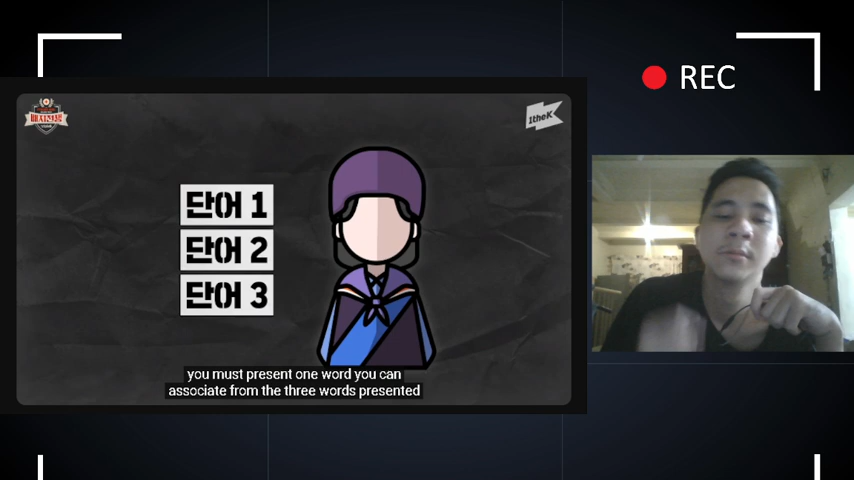 REC
1theK
단어 1
단어 2
단어 3
you must present one word you can
associate from the three words presented